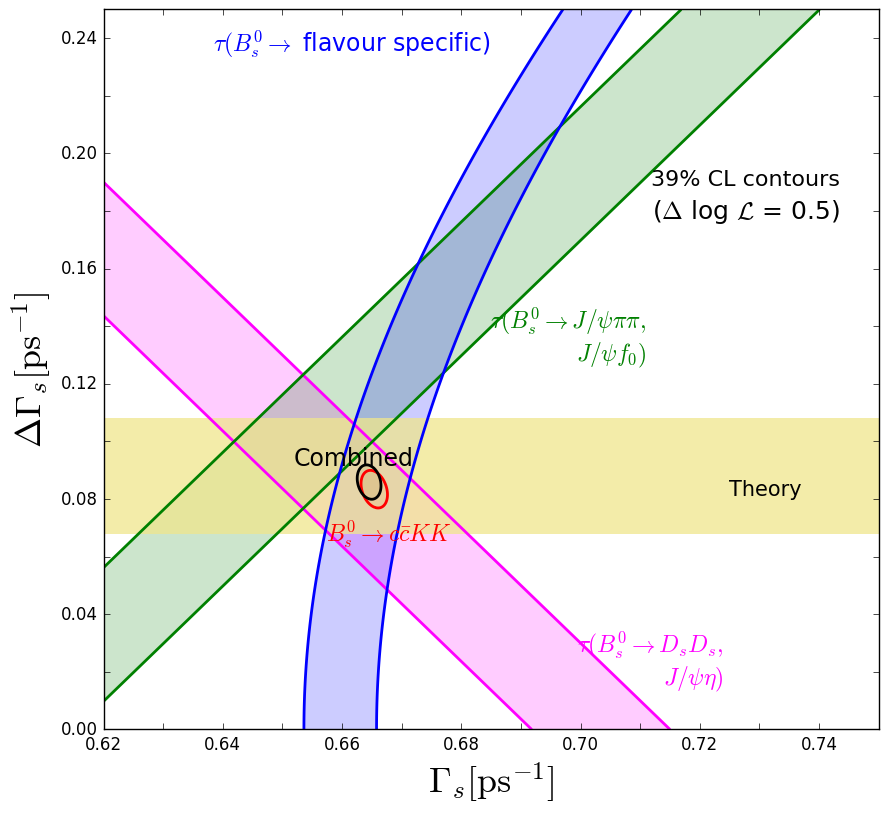 τ(B⁰ₛ → flavour specific)
39% CL contours
(Δ log ℒ = 0.5)
τ(B⁰ₛ → J/ψππ,
J/ψf₀)
Combined
Theory
B⁰ₛ → cc̄KK
τ(B⁰ₛ → DₛDₛ,
J/ψη)
0.24
0.20
0.16
0.12
0.08
0.04
0.00
0.62 0.64 0.66 0.68 0.70 0.72 0.74
ΔΓₛ[ps⁻¹]
Γₛ[ps⁻¹]